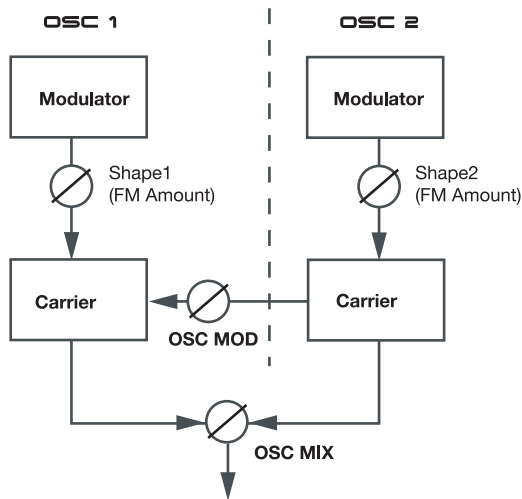 OSC 1
OSC 2
Modulator
Modulator
Shape1
(FM Amount)
Shape2
(FM Amount)
Carrier
Carrier
OSC MOD
OSC MIX